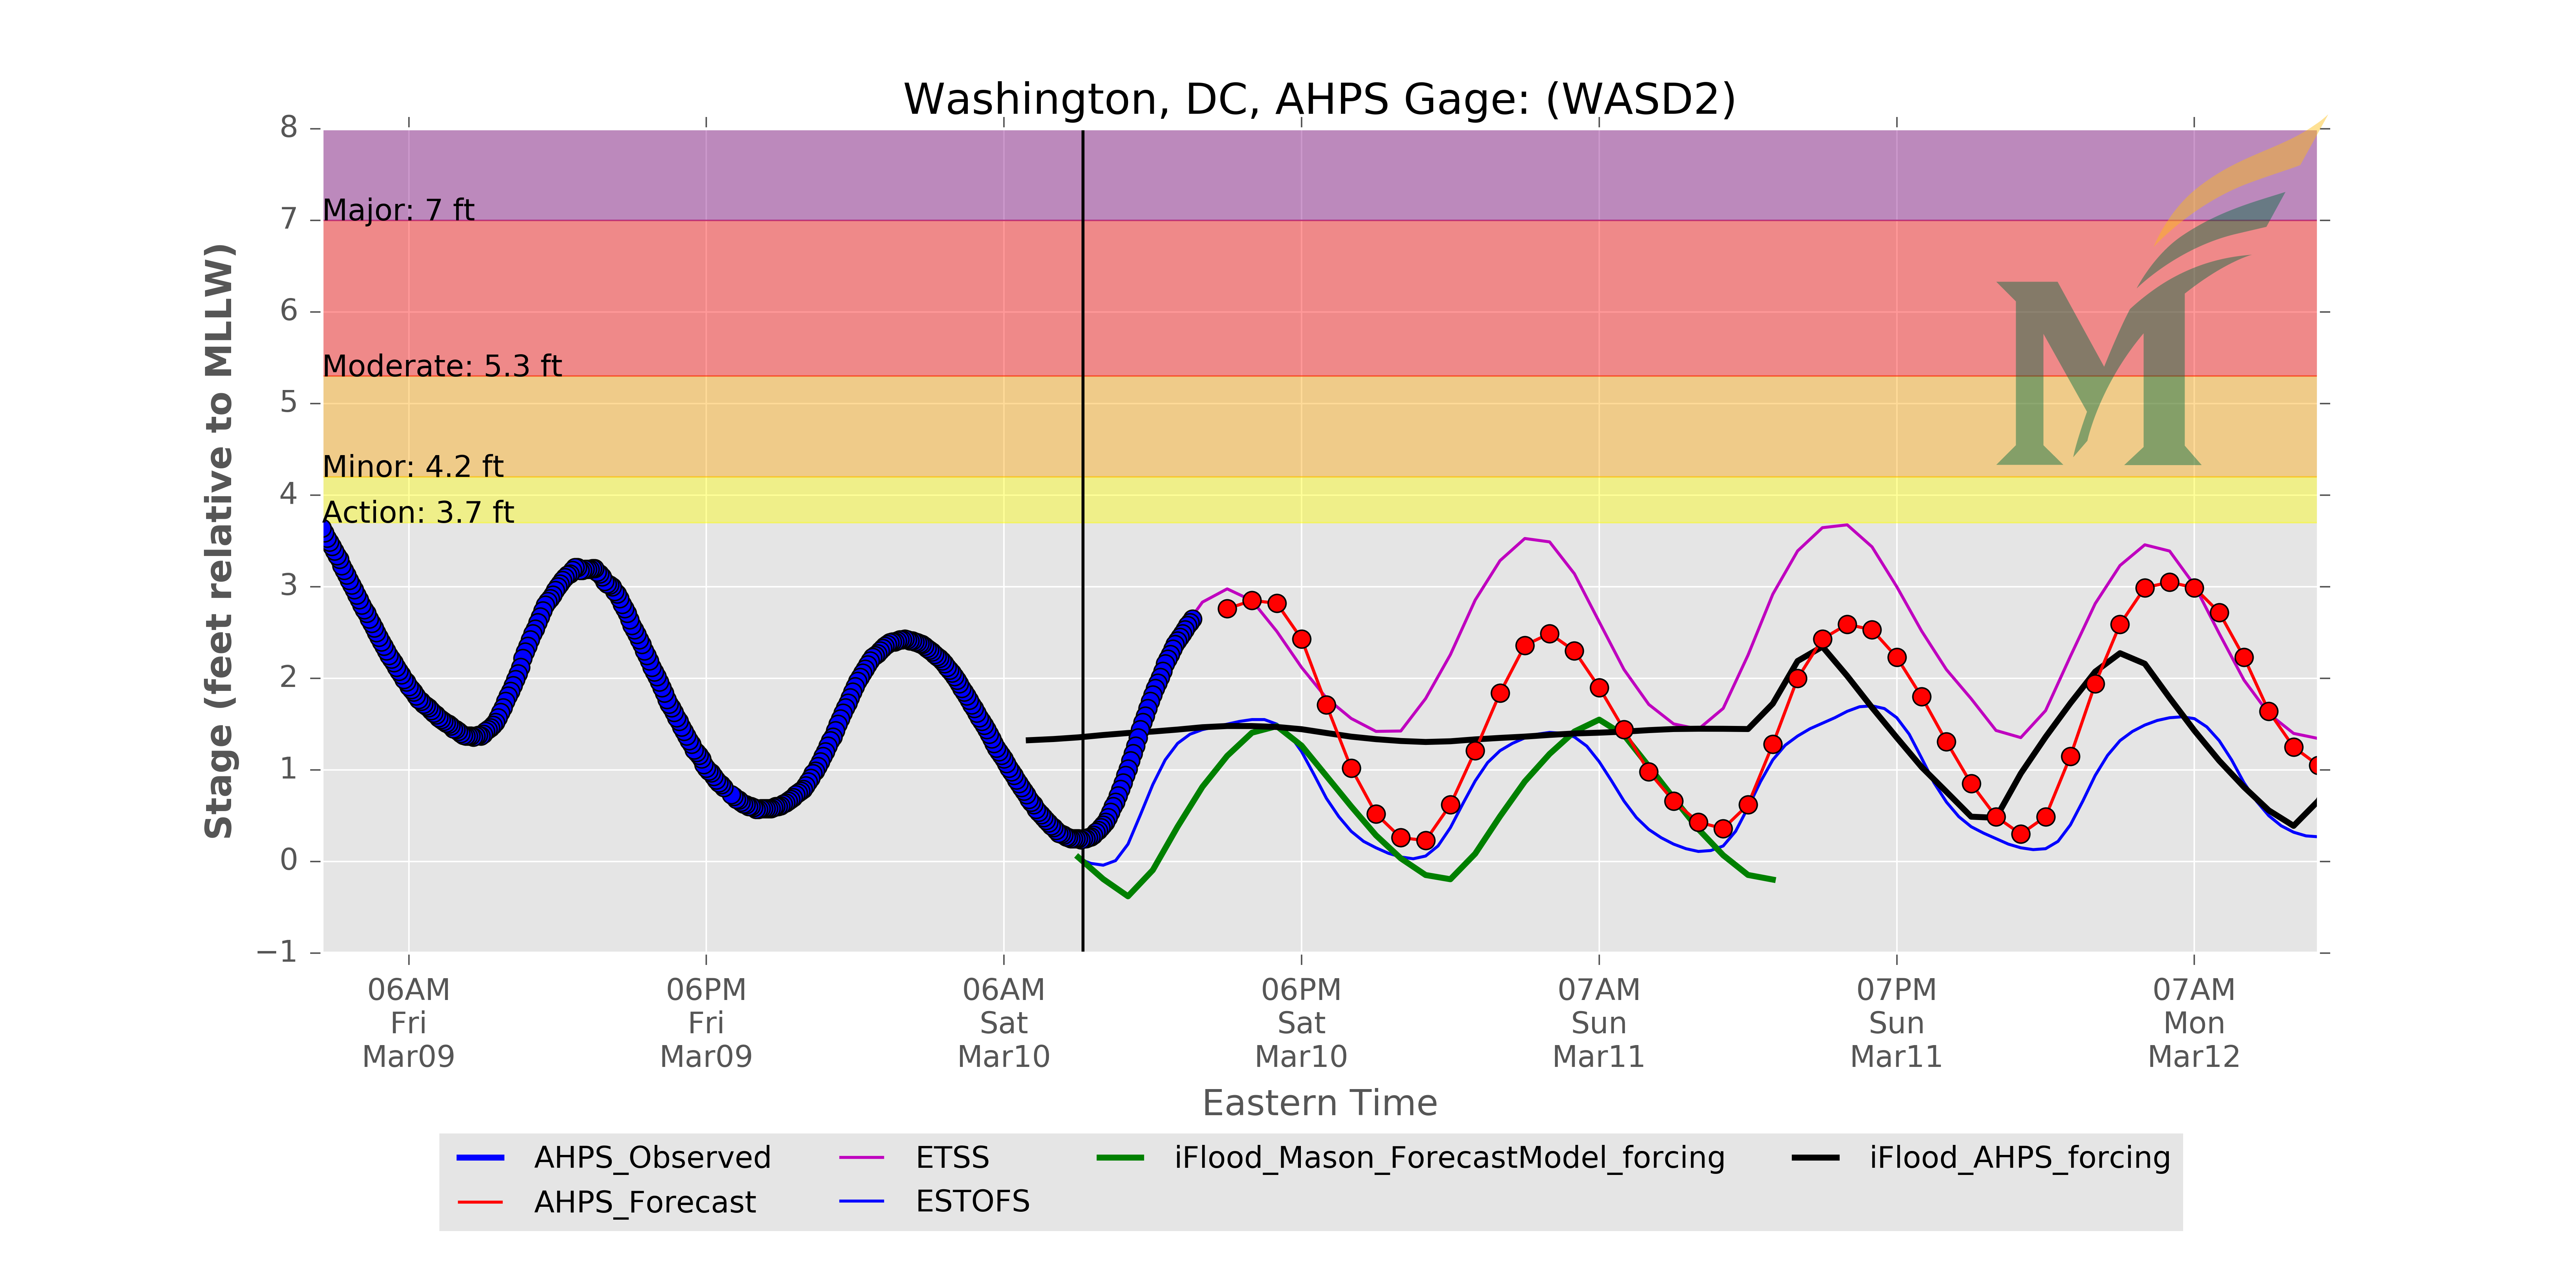 Washington, DC, AHPS Gage: (WASD2)
Stage (feet relative to MLLW)
8
7
6
5
4
3
2
1
0
−1
Major: 7 ft
Moderate: 5.3 ft
Minor: 4.2 ft
Action: 3.7 ft
06AM 06PM 06AM 06PM 07AM 07PM 07AM
Fri Fri Sat Sat Sun Sun Mon
Mar09 Mar09 Mar10 Mar10 Mar11 Mar11 Mar12
Eastern Time
AHPS_Observed ETSS iFlood_Mason_ForecastModel_forcing iFlood_AHPS_forcing
AHPS_Forecast ESTOFS
M